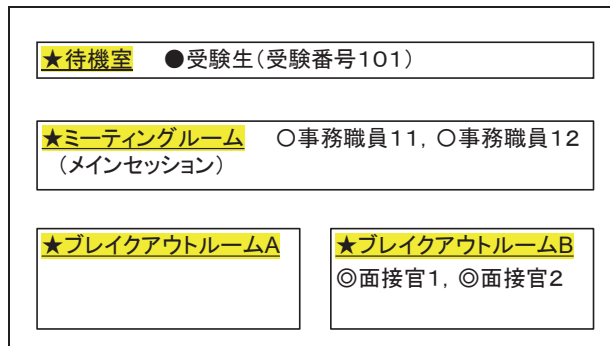 ★待機室　●受験生(受験番号101)
★ミーティングルーム　○事務職員11, ○事務職員12
(メインセッション)
★ブレイクアウトルームA
★ブレイクアウトルームB
◎面接官1, ◎面接官2